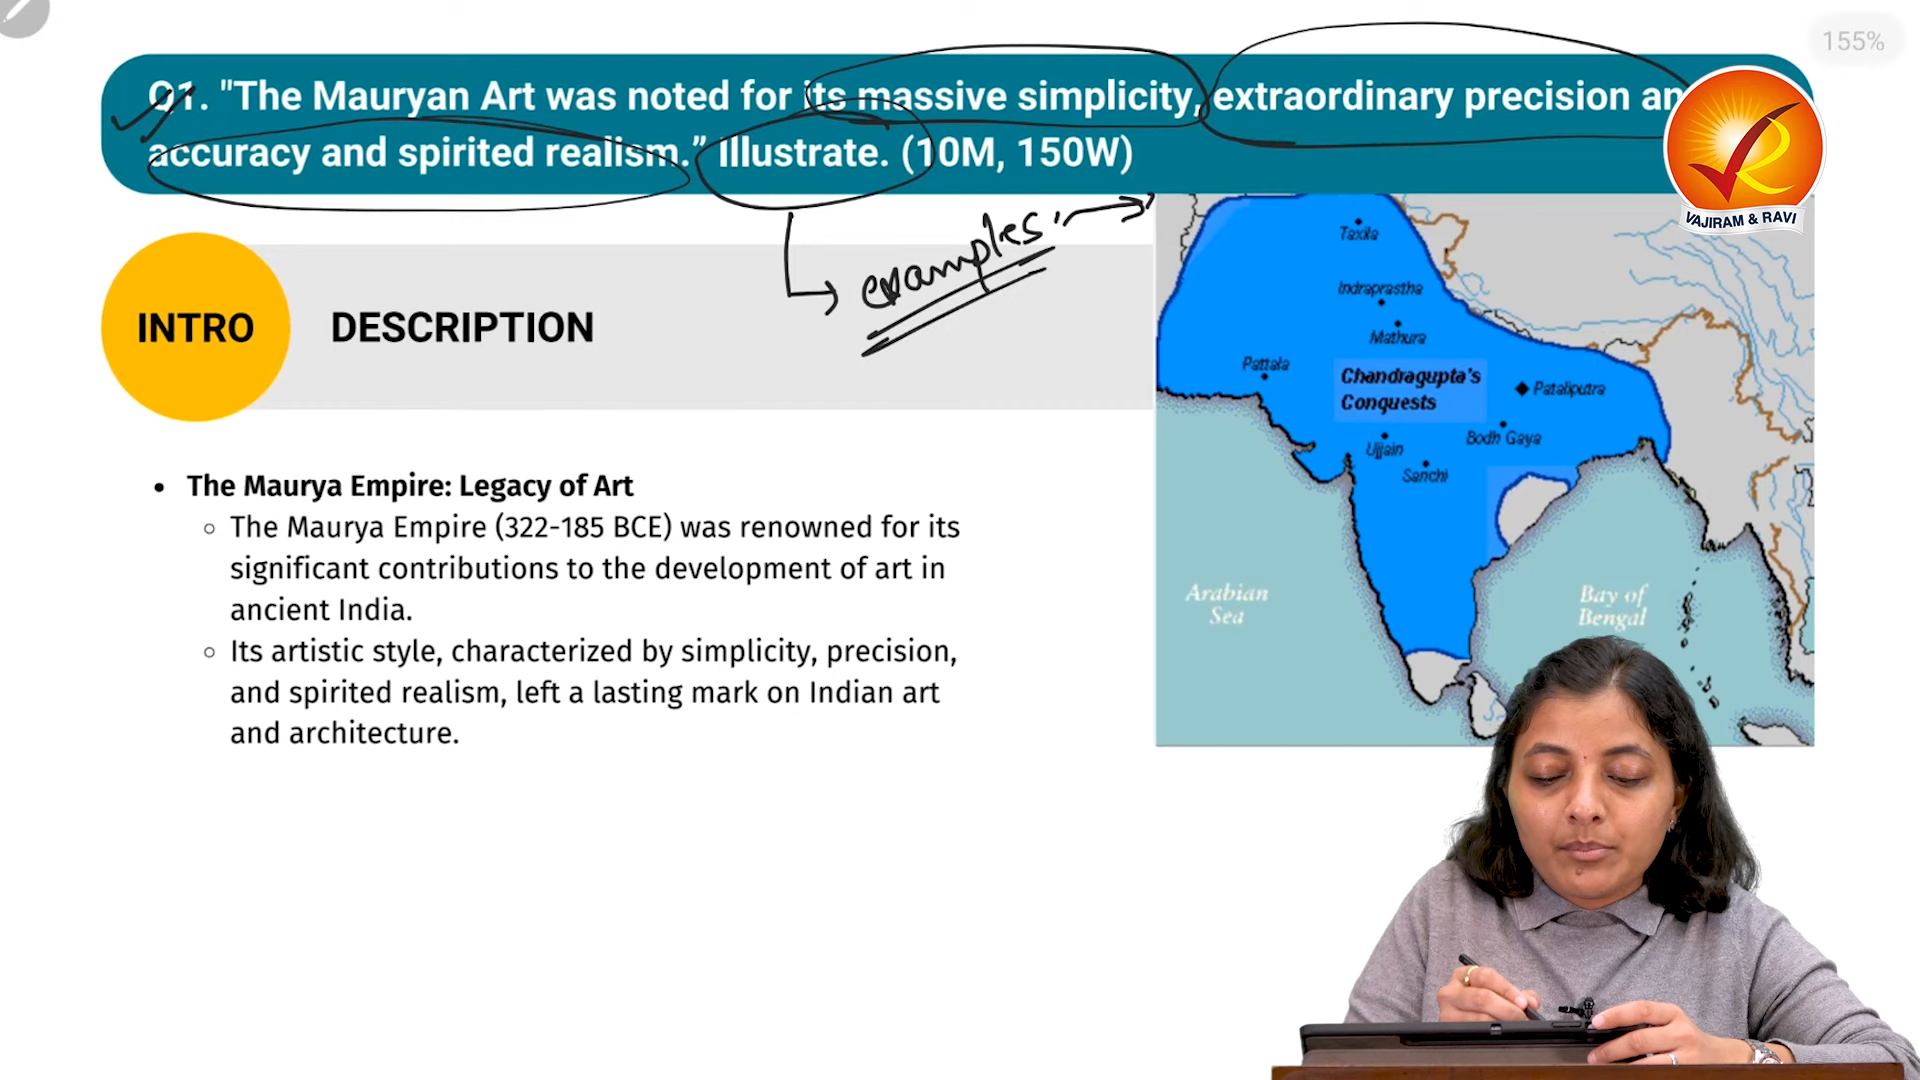 155%
Q1. "The Mauryan Art was noted for its massive simplicity, extraordinary precision an
accuracy and spirited realism.” Illustrate. (10M, 150W)
VAJIRAM & RAVI
examples
INTRO
DESCRIPTION
The Maurya Empire: Legacy of Art
The Maurya Empire (322-185 BCE) was renowned for its
significant contributions to the development of art in
ancient India.
Its artistic style, characterized by simplicity, precision,
and spirited realism, left a lasting mark on Indian art
and architecture.
Taxila
Indraprastha
Mathura
Pattala
Chandragupta's
Conquests
Pataliputra
Ujjain
Bodh Gaya
Sanchi
Arabian
Sea
Bay of
Bengal